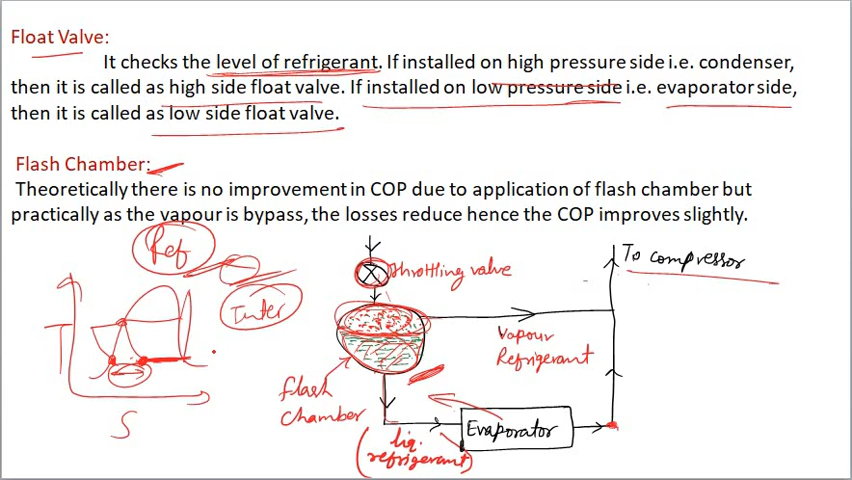 Float Valve:
It checks the level of refrigerant. If installed on high pressure side i.e. condenser,
then it is called as high side float valve. If installed on low pressure side i.e. evaporator side,
then it is called as low side float valve.
Flash Chamber:
Theoretically there is no improvement in COP due to application of flash chamber but
practically as the vapour is bypass, the losses reduce hence the COP improves slightly.
Ref
Inter
T
S
Throttling valve
To compressor
Vapour
Refrigerant
flash
Chamber
Evaporator
(liq.
refrigerant)